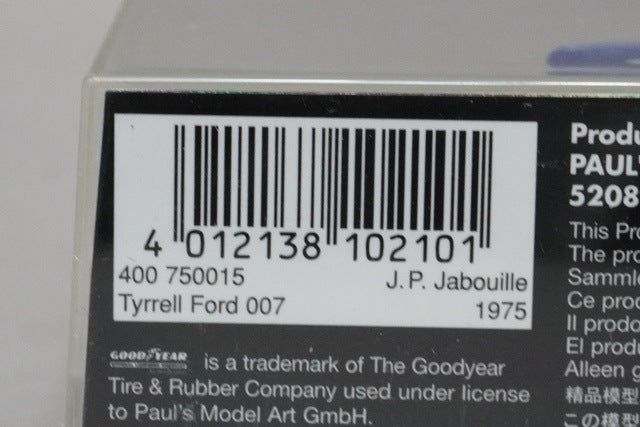 4 012138 102101
400 750015 J.P. Jabouille
Tyrrell Ford 007 1975
GOOD YEAR is a trademark of The Goodyear
Tire & Rubber Company used under license
to Paul's Model Art GmbH.
Produ
PAUL'
5208
This Pro
The pro
Sammle
Ce prod
Il prodo
El produ
Alleen g
精品模型
この模型